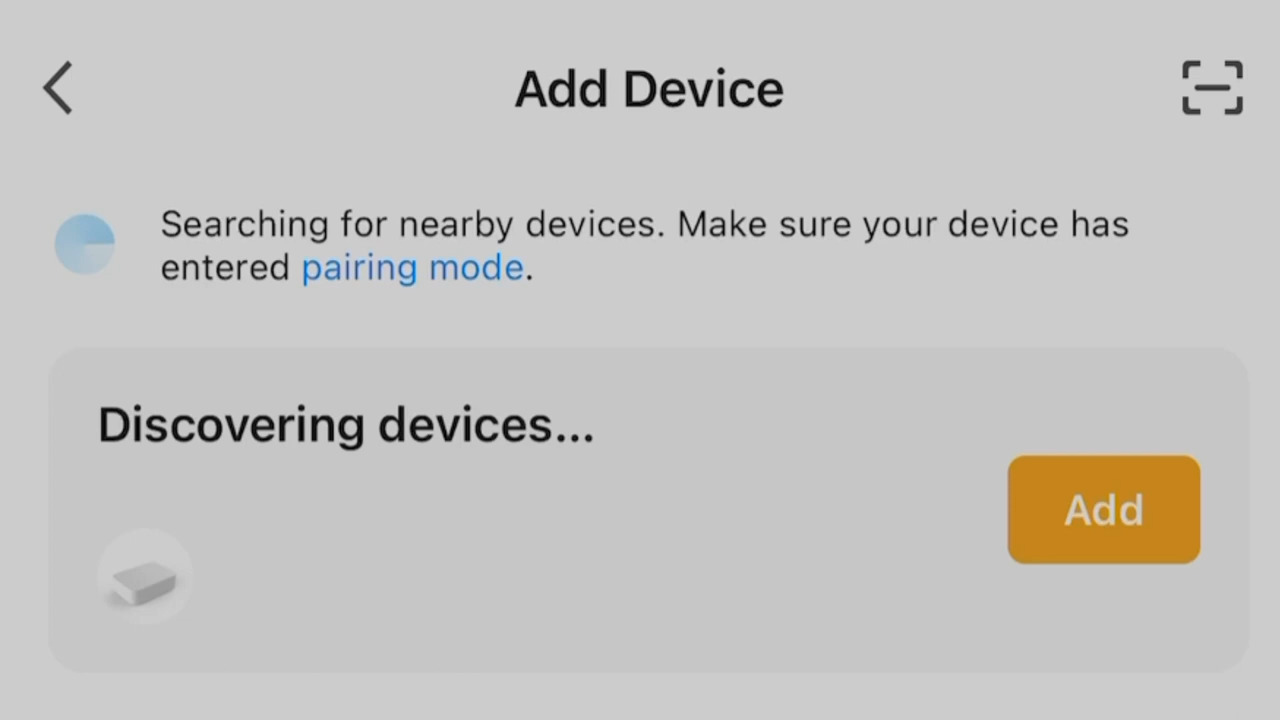 Add Device
Searching for nearby devices. Make sure your device has
entered pairing mode.
Discovering devices...
Add